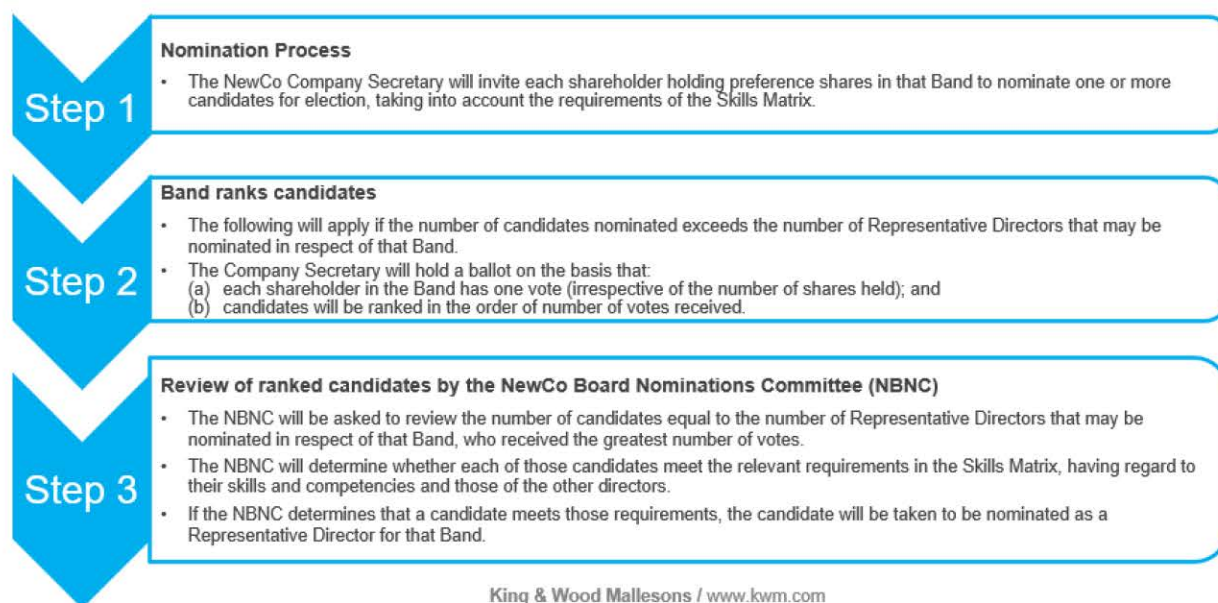 Step 1
Nomination Process
• The NewCo Company Secretary will invite each shareholder holding preference shares in that Band to nominate one or more
candidates for election, taking into account the requirements of the Skills Matrix.
Step 2
Band ranks candidates
• The following will apply if the number of candidates nominated exceeds the number of Representative Directors that may be
nominated in respect of that Band.
• The Company Secretary will hold a ballot on the basis that:
(a) each shareholder in the Band has one vote (irrespective of the number of shares held); and
(b) candidates will be ranked in the order of number of votes received.
Step 3
Review of ranked candidates by the NewCo Board Nominations Committee (NBNC)
• The NBNC will be asked to review the number of candidates equal to the number of Representative Directors that may be
nominated in respect of that Band, who received the greatest number of votes.
• The NBNC will determine whether each of those candidates meet the relevant requirements in the Skills Matrix, having regard to
their skills and competencies and those of the other directors.
• If the NBNC determines that a candidate meets those requirements, the candidate will be taken to be nominated as a
Representative Director for that Band.
King & Wood Mallesons / www.kwm.com